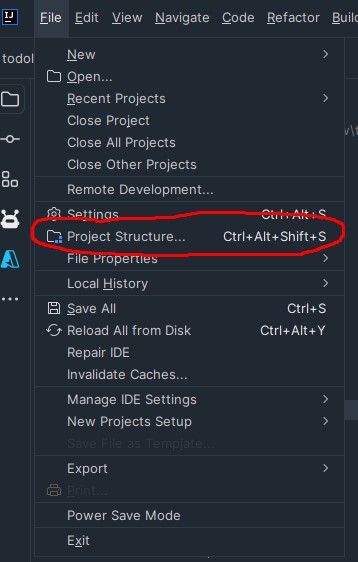 IJ File Edit View Navigate Code Refactor Buil
todol
New
Open...
Recent Projects
Close Project
Close All Projects
Close Other Projects
Remote Development...
Settings... Ctrl+Alt+S
Project Structure... Ctrl+Alt+Shift+S
File Properties
Local History
Save All Ctrl+S
Reload All from Disk Ctrl+Alt+Y
Repair IDE
Invalidate Caches...
Manage IDE Settings
New Projects Setup
Save File as Template...
Export
Print...
Power Save Mode
Exit